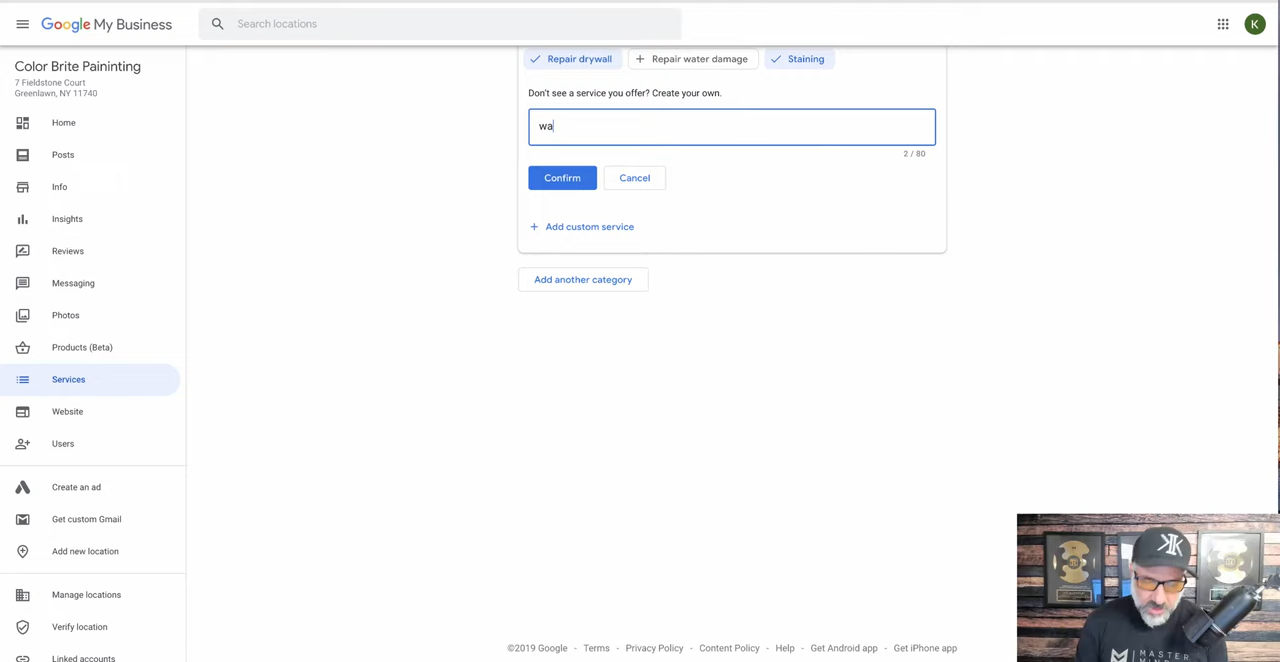 Google My Business
Search locations
K
Color Brite Paininting
7 Fieldstone Court
Greenlawn, NY 11740
Home
Posts
Info
Insights
Reviews
Messaging
Photos
Products (Beta)
Services
Website
Users
Create an ad
Get custom Gmail
Add new location
Manage locations
Verify location
Linked accounts
Repair drywall
Repair water damage
Staining
Don't see a service you offer? Create your own.
wa
2 / 80
Confirm
Cancel
Add custom service
Add another category
©2019 Google - Terms - Privacy Policy - Content Policy - Help - Get Android app - Get iPhone app
MASTER